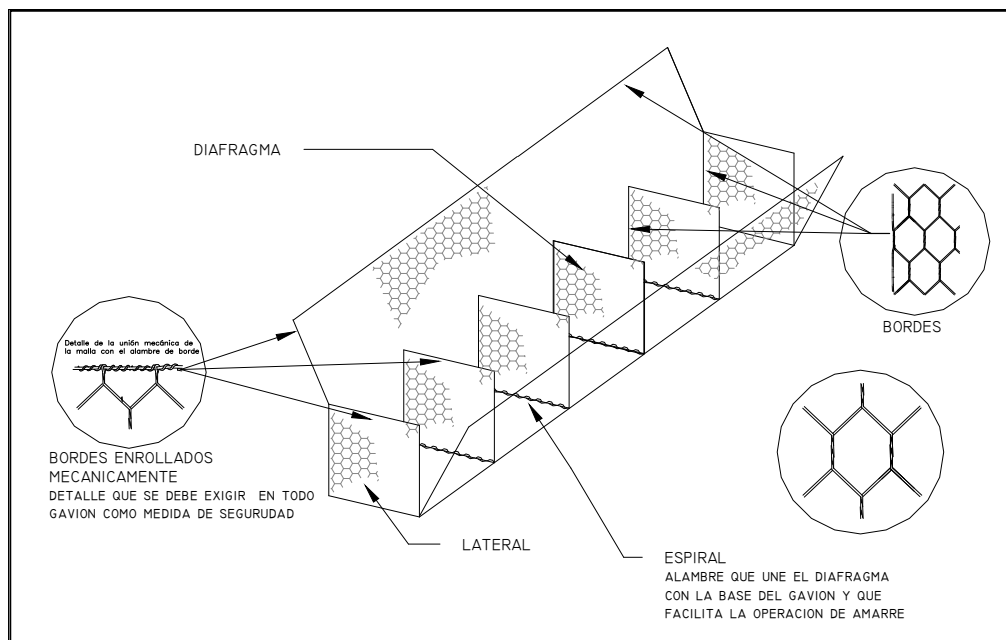 DIAFRAGMA
Detalle de la unión mecánica de
la malla con el alambre de borde
BORDES
BORDES ENROLLADOS
MECANICAMENTE
DETALLE QUE SE DEBE EXIGIR EN TODO
GAVION COMO MEDIDA DE SEGURUDAD
LATERAL
ESPIRAL
ALAMBRE QUE UNE EL DIAFRAGMA
CON LA BASE DEL GAVION Y QUE
FACILITA LA OPERACION DE AMARRE